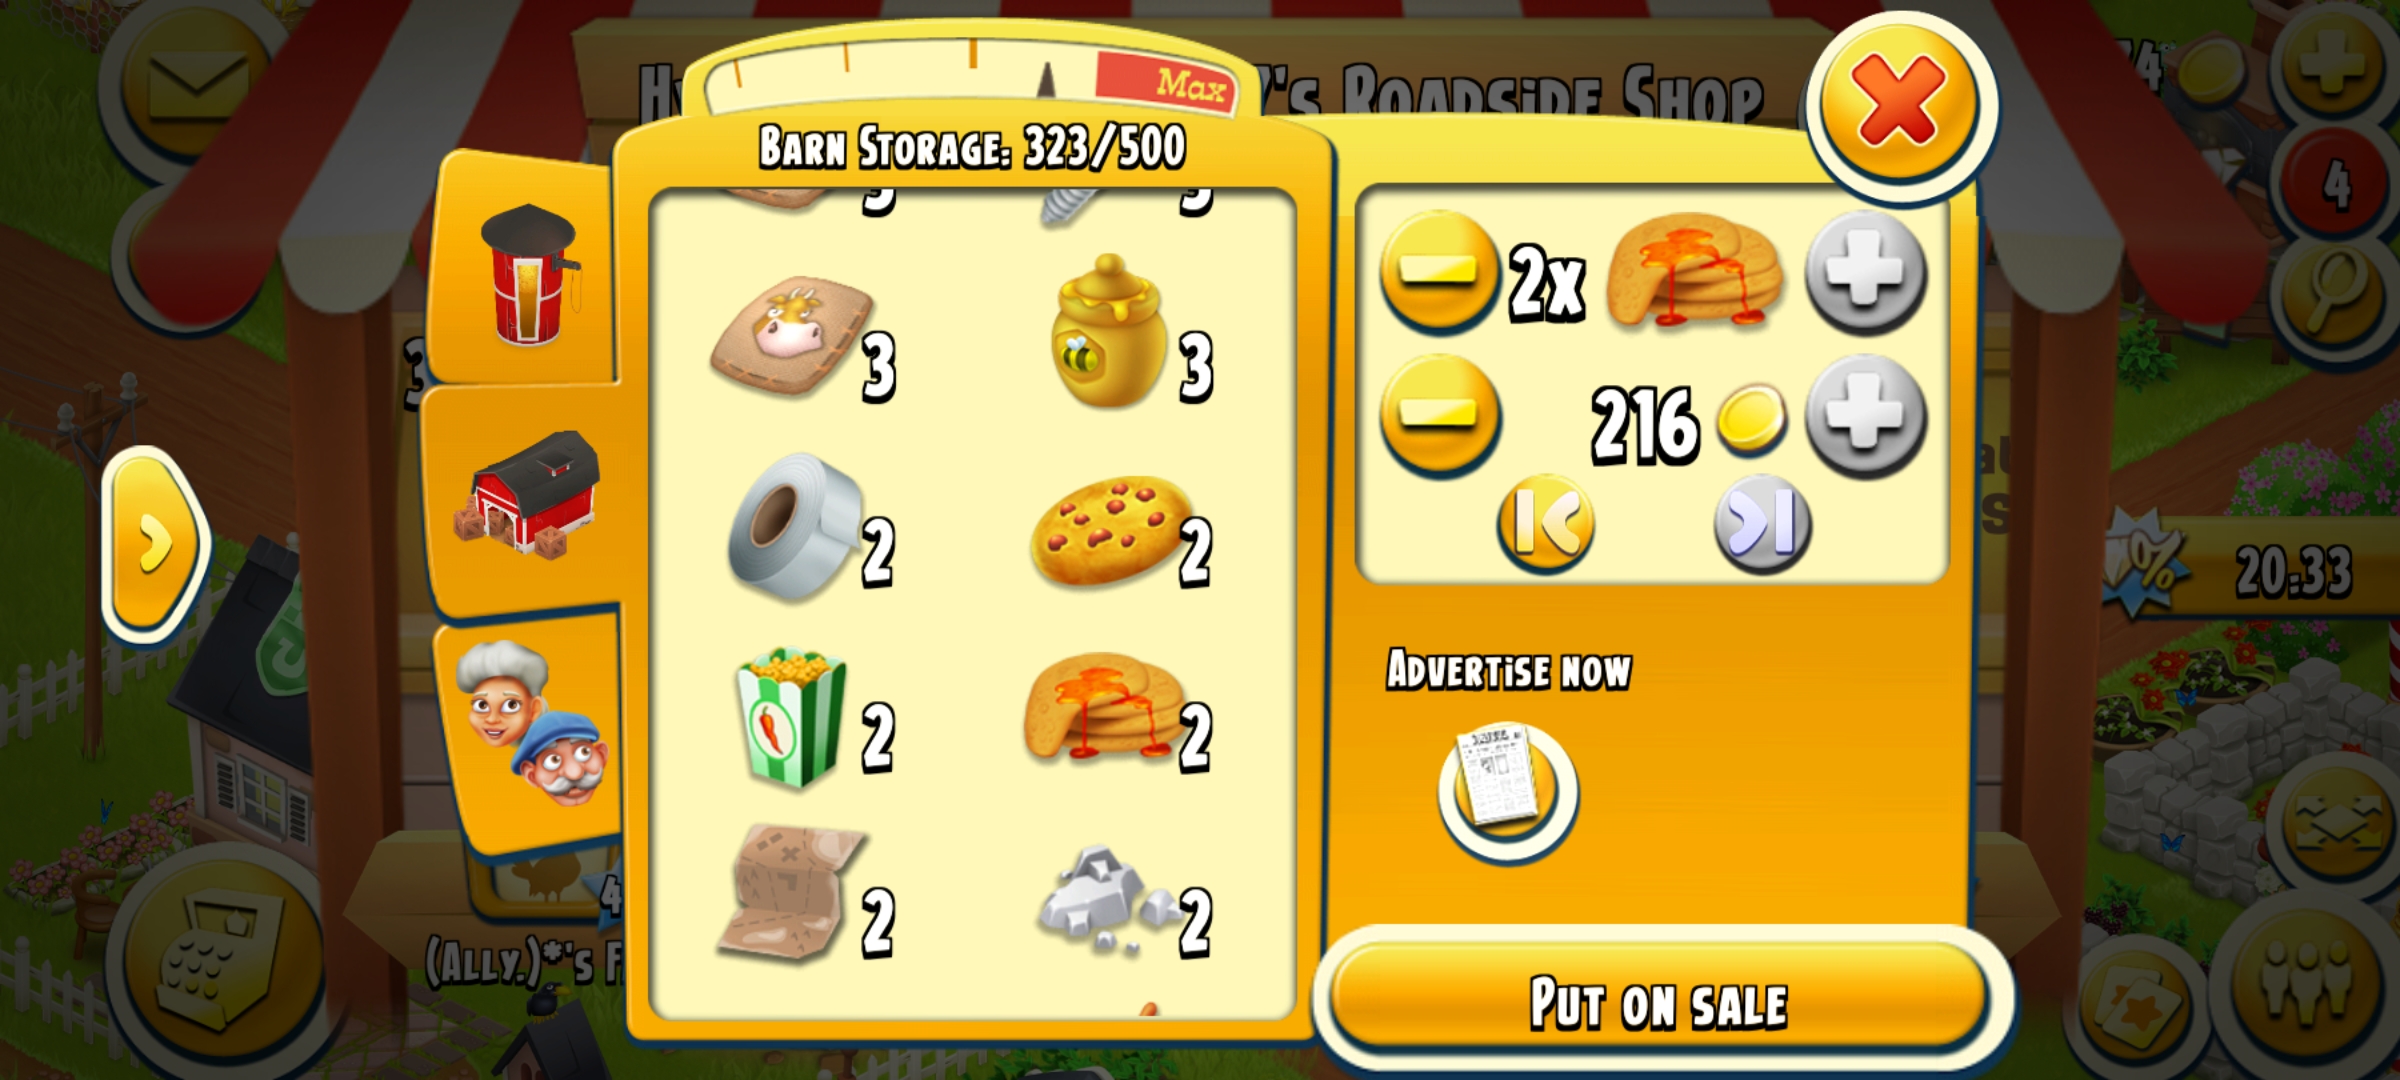 Max
's Roadside Shop
Barn Storage: 323/500
4
3
3
2x
216
2
2
20:33
Advertise now
2
2
2
2
(Ally.)*'s F
Put on sale